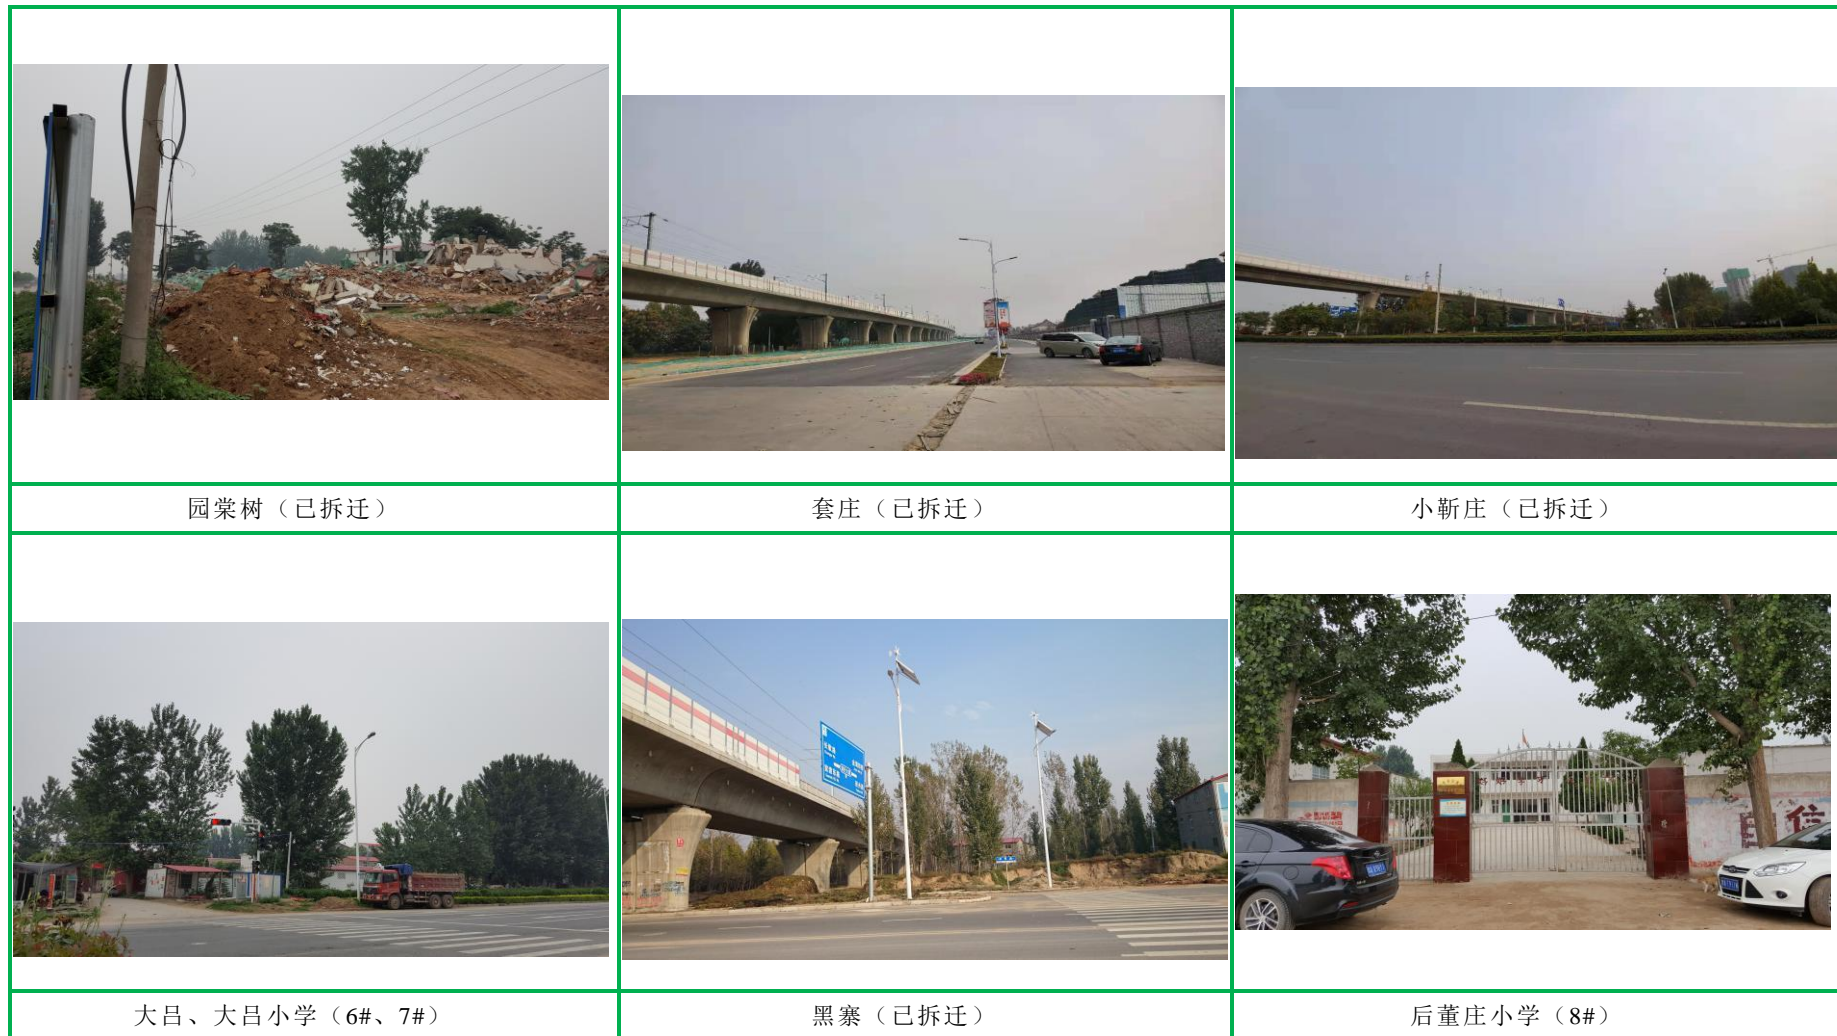 园棠树（已拆迁）
套庄（已拆迁）
小靳庄（已拆迁）
大吕、大吕小学（6#、7#）
黑寨（已拆迁）
后董庄小学（8#）